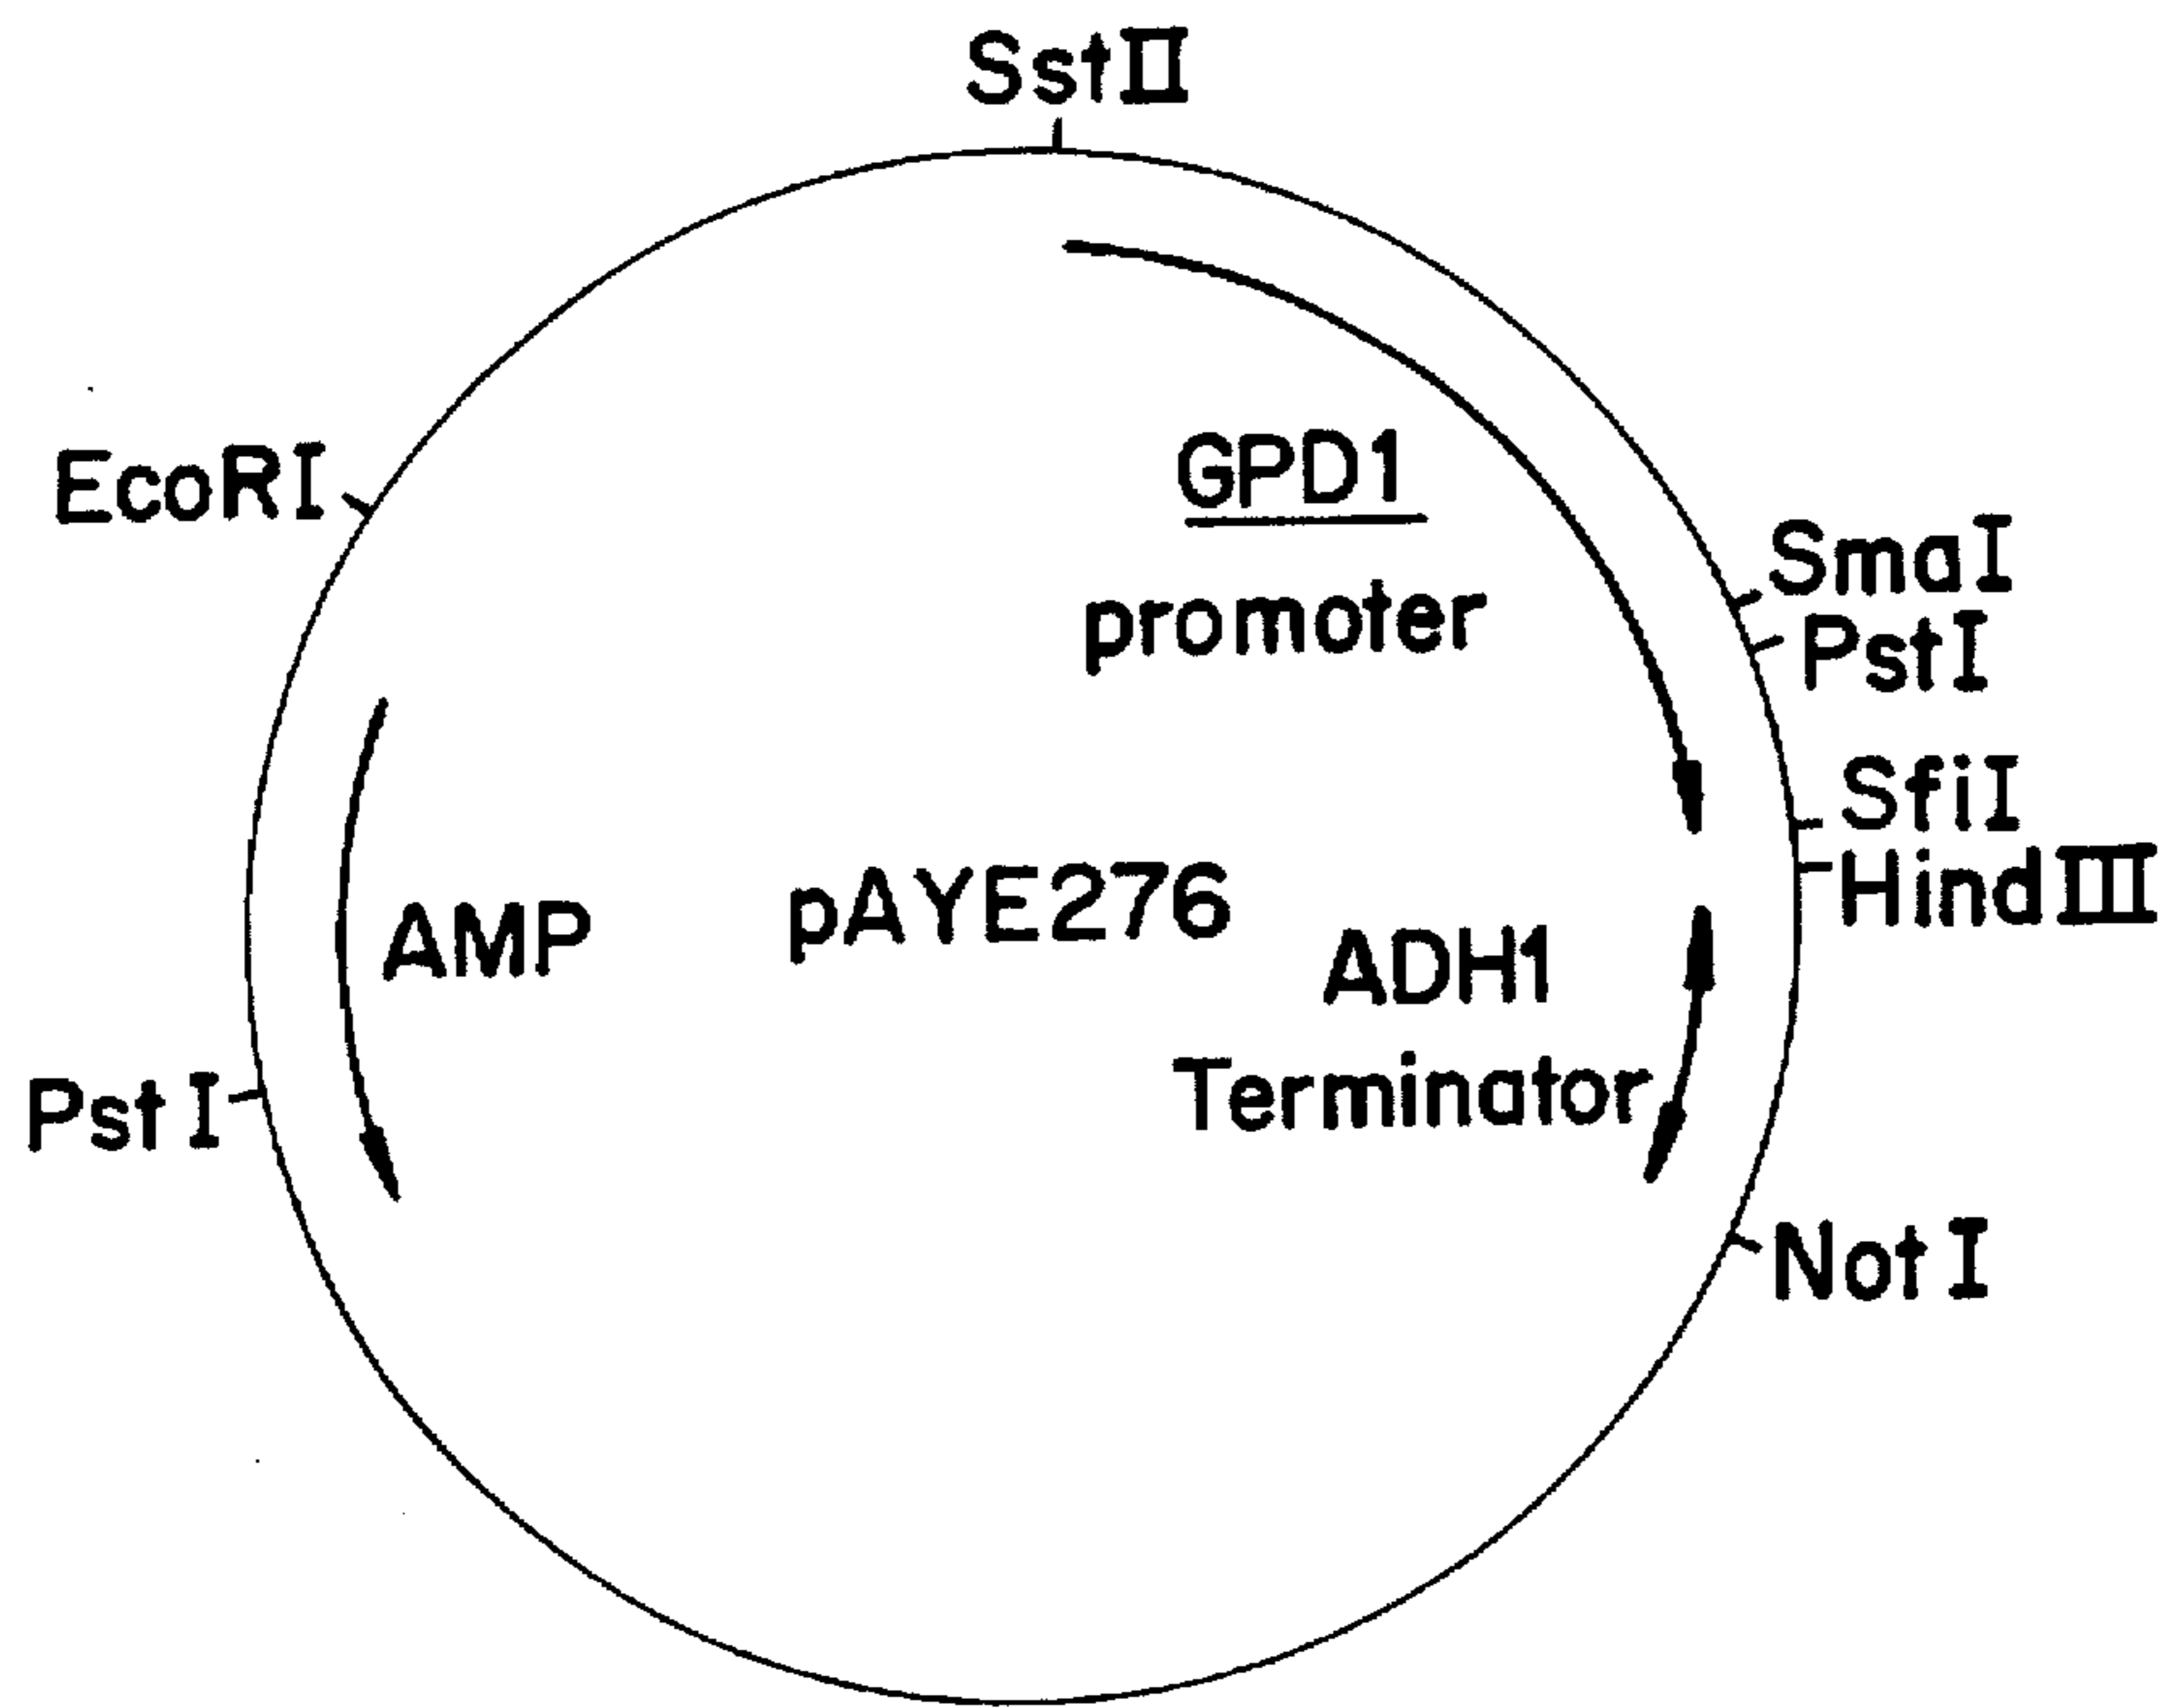 SstII
EcoRI
GPD1
promoter
SmaI
PstI
SfiI
HindIII
AMP
pAYE276
ADH1
Terminator
PstI
NotI